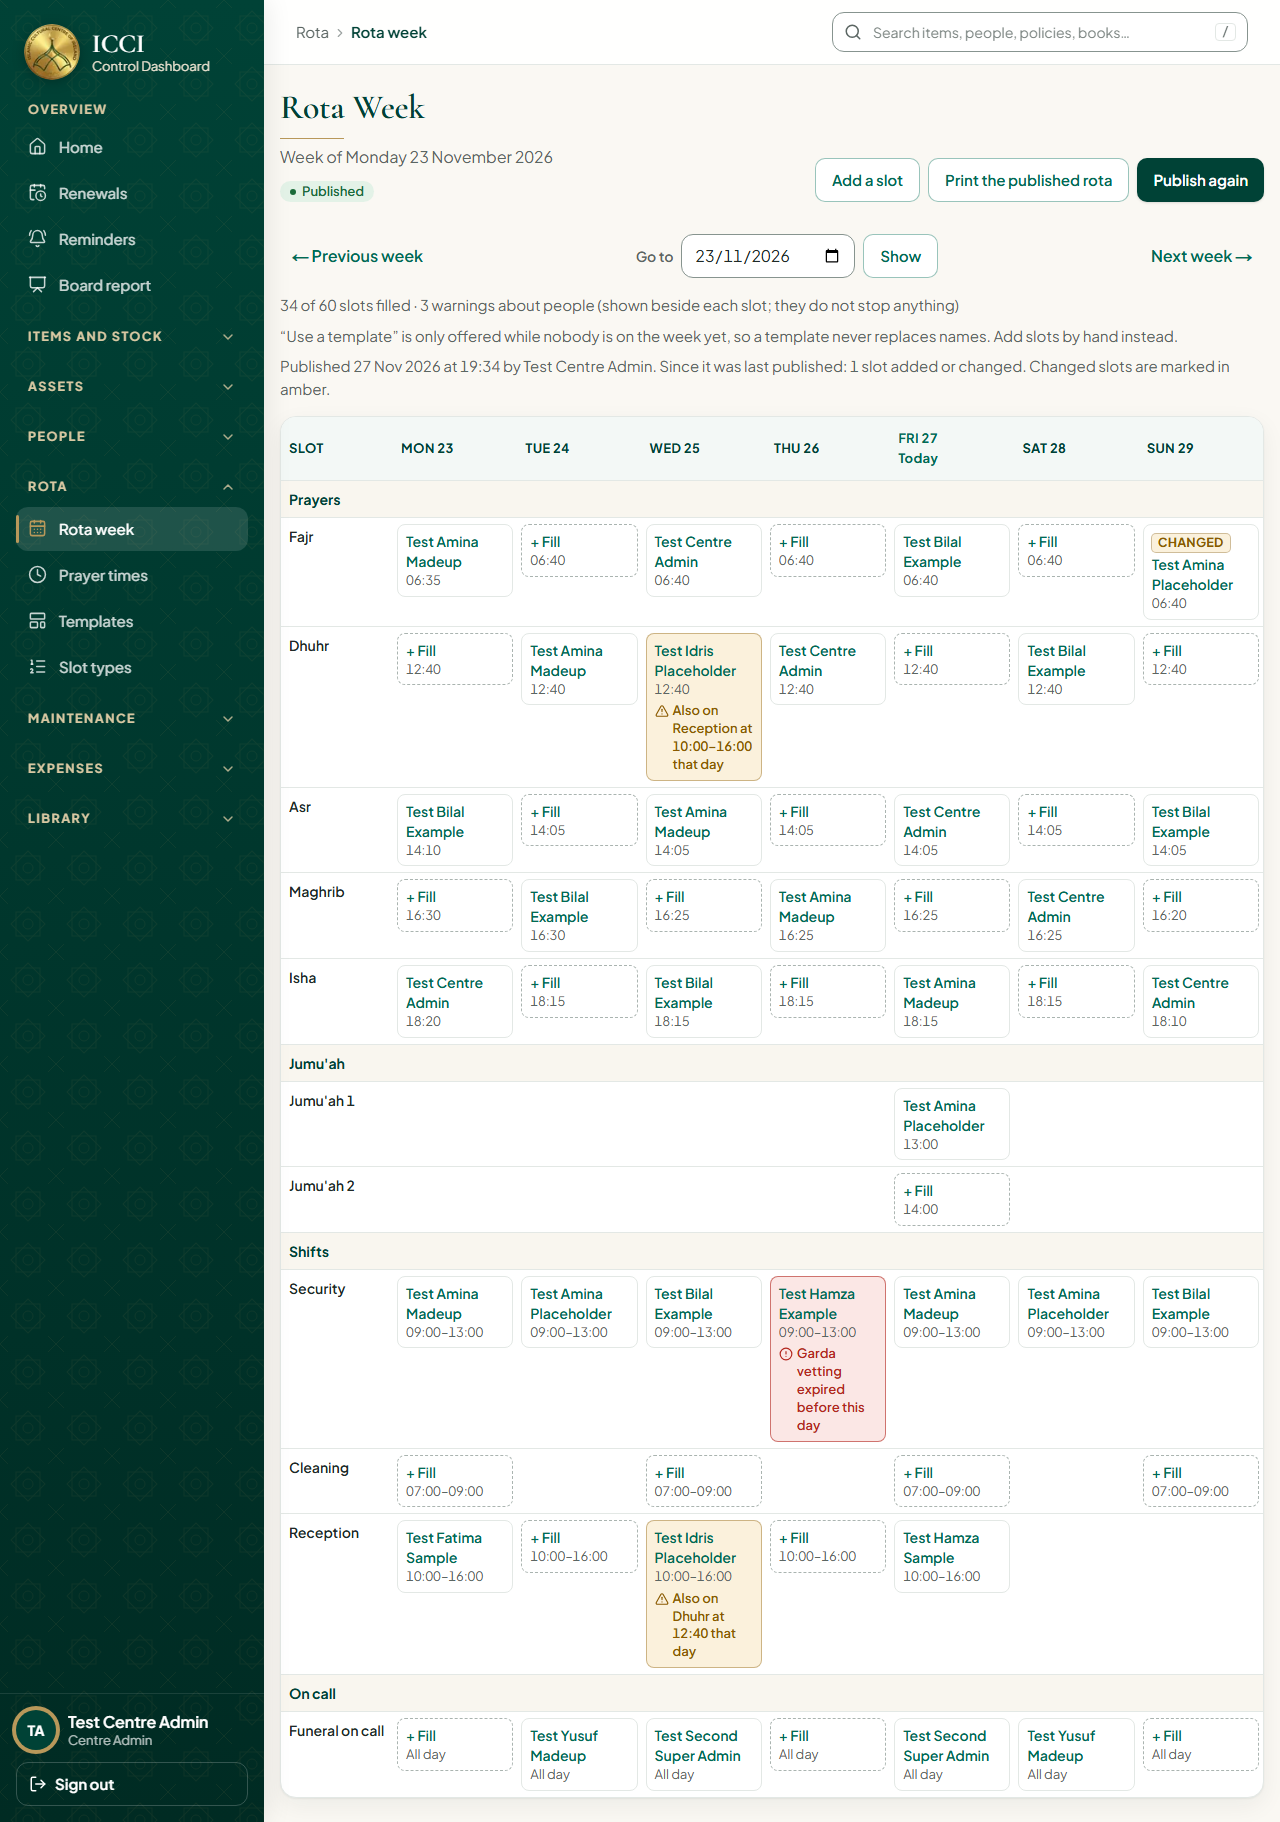 ICCI
Control Dashboard
OVERVIEW
Home
Renewals
Reminders
Board report
ITEMS AND STOCK
ASSETS
PEOPLE
ROTA
Rota week
Prayer times
Templates
Slot types
MAINTENANCE
EXPENSES
LIBRARY
TA
Test Centre Admin
Centre Admin
Sign out
Rota > Rota week
Search items, people, policies, books... /
Rota Week
Week of Monday 23 November 2026
Published
Add a slot
Print the published rota
Publish again
← Previous week
Go to 23/11/2026 Show
Next week →
34 of 60 slots filled · 3 warnings about people (shown beside each slot; they do not stop anything)
“Use a template” is only offered while nobody is on the week yet, so a template never replaces names. Add slots by hand instead.
Published 27 Nov 2026 at 19:34 by Test Centre Admin. Since it was last published: 1 slot added or changed. Changed slots are marked in
amber.
SLOT MON 23 TUE 24 WED 25 THU 26 FRI 27 Today SAT 28 SUN 29
Prayers
Fajr
Test Amina Madeup 06:35
+ Fill 06:40
Test Centre Admin 06:40
+ Fill 06:40
Test Bilal Example 06:40
+ Fill 06:40
CHANGED Test Amina Placeholder 06:40
Dhuhr
+ Fill 12:40
Test Amina Madeup 12:40
Test Idris Placeholder 12:40 Also on Reception at 10:00–16:00 that day
Test Centre Admin 12:40
+ Fill 12:40
Test Bilal Example 12:40
+ Fill 12:40
Asr
Test Bilal Example 14:10
+ Fill 14:05
Test Amina Madeup 14:05
+ Fill 14:05
Test Centre Admin 14:05
+ Fill 14:05
Test Bilal Example 14:05
Maghrib
+ Fill 16:30
Test Bilal Example 16:30
+ Fill 16:25
Test Amina Madeup 16:25
+ Fill 16:25
Test Centre Admin 16:25
+ Fill 16:20
Isha
Test Centre Admin 18:20
+ Fill 18:15
Test Bilal Example 18:15
+ Fill 18:15
Test Amina Madeup 18:15
+ Fill 18:15
Test Centre Admin 18:10
Jumu'ah
Jumu'ah 1
Test Amina Placeholder 13:00
Jumu'ah 2
+ Fill 14:00
Shifts
Security
Test Amina Madeup 09:00–13:00
Test Amina Placeholder 09:00–13:00
Test Bilal Example 09:00–13:00
Test Hamza Example 09:00–13:00 Garda vetting expired before this day
Test Amina Madeup 09:00–13:00
Test Amina Placeholder 09:00–13:00
Test Bilal Example 09:00–13:00
Cleaning
+ Fill 07:00–09:00
+ Fill 07:00–09:00
+ Fill 07:00–09:00
+ Fill 07:00–09:00
Reception
Test Fatima Sample 10:00–16:00
+ Fill 10:00–16:00
Test Idris Placeholder 10:00–16:00 Also on Dhuhr at 12:40 that day
+ Fill 10:00–16:00
Test Hamza Sample 10:00–16:00
On call
Funeral on call
+ Fill All day
Test Yusuf Madeup All day
Test Second Super Admin All day
+ Fill All day
Test Second Super Admin All day
Test Yusuf Madeup All day
+ Fill All day